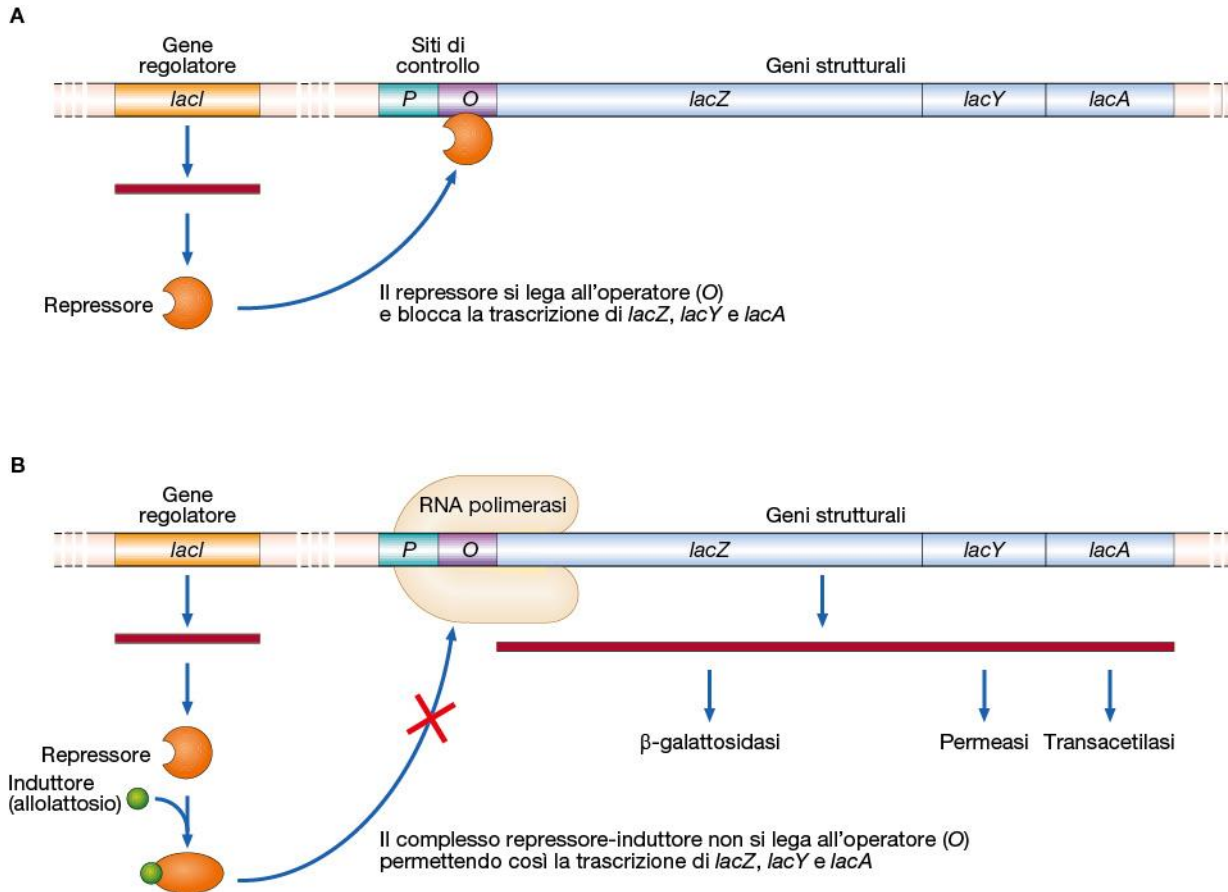 A
Gene
regolatore
Siti di
controllo
Geni strutturali
lacI
P
O
lacZ
lacY
lacA
Repressore
Il repressore si lega all'operatore (O)
e blocca la trascrizione di lacZ, lacY e lacA
B
Gene
regolatore
RNA polimerasi
Geni strutturali
lacI
P
O
lacZ
lacY
lacA
Repressore
β-galattosidasi
Permeasi
Transacetilasi
Induttore
(allolattosio)
Il complesso repressore-induttore non si lega all'operatore (O)
permettendo così la trascrizione di lacZ, lacY e lacA